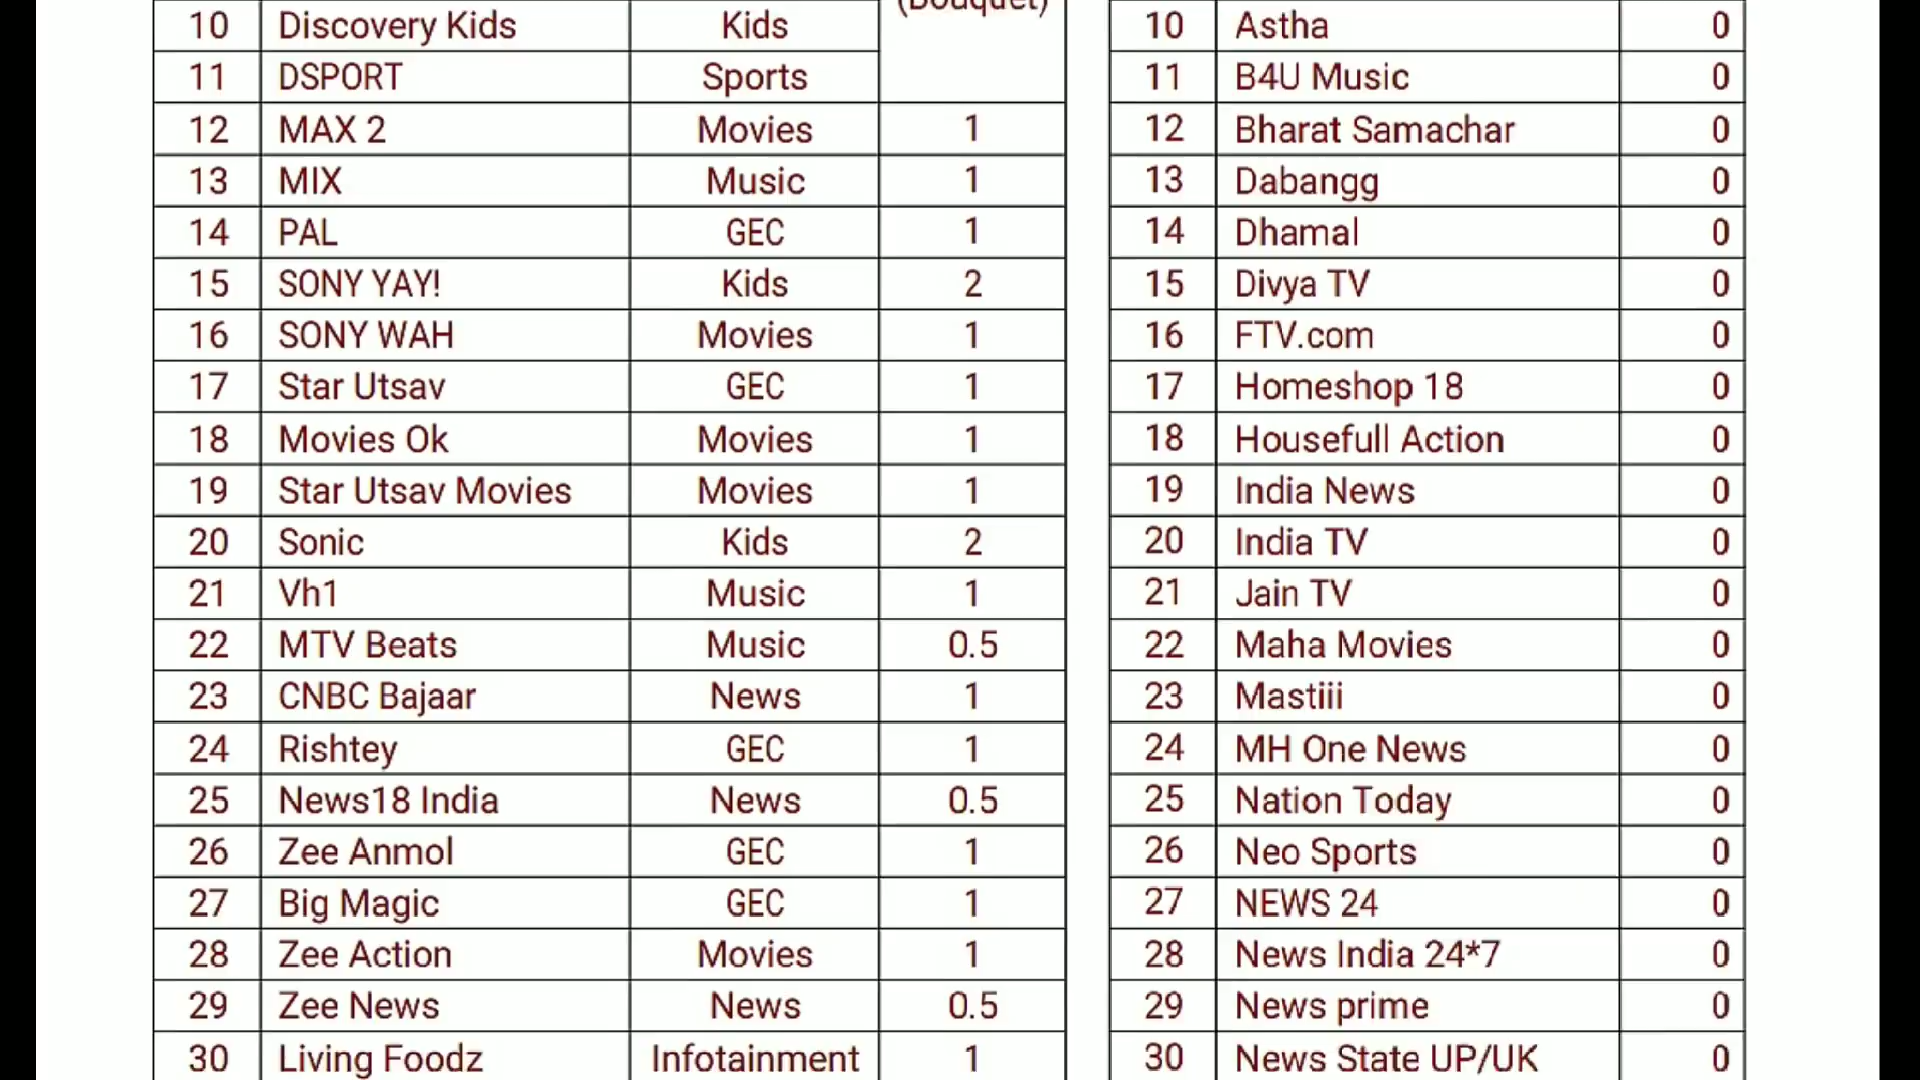 (Bouquet)
10 Discovery Kids Kids 10 Astha 0
11 DSPORT Sports 11 B4U Music 0
12 MAX 2 Movies 1 12 Bharat Samachar 0
13 MIX Music 1 13 Dabangg 0
14 PAL GEC 1 14 Dhamal 0
15 SONY YAY! Kids 2 15 Divya TV 0
16 SONY WAH Movies 1 16 FTV.com 0
17 Star Utsav GEC 1 17 Homeshop 18 0
18 Movies Ok Movies 1 18 Housefull Action 0
19 Star Utsav Movies Movies 1 19 India News 0
20 Sonic Kids 2 20 India TV 0
21 Vh1 Music 1 21 Jain TV 0
22 MTV Beats Music 0.5 22 Maha Movies 0
23 CNBC Bajaar News 1 23 Mastiii 0
24 Rishtey GEC 1 24 MH One News 0
25 News18 India News 0.5 25 Nation Today 0
26 Zee Anmol GEC 1 26 Neo Sports 0
27 Big Magic GEC 1 27 NEWS 24 0
28 Zee Action Movies 1 28 News India 24*7 0
29 Zee News News 0.5 29 News prime 0
30 Living Foodz Infotainment 1 30 News State UP/UK 0